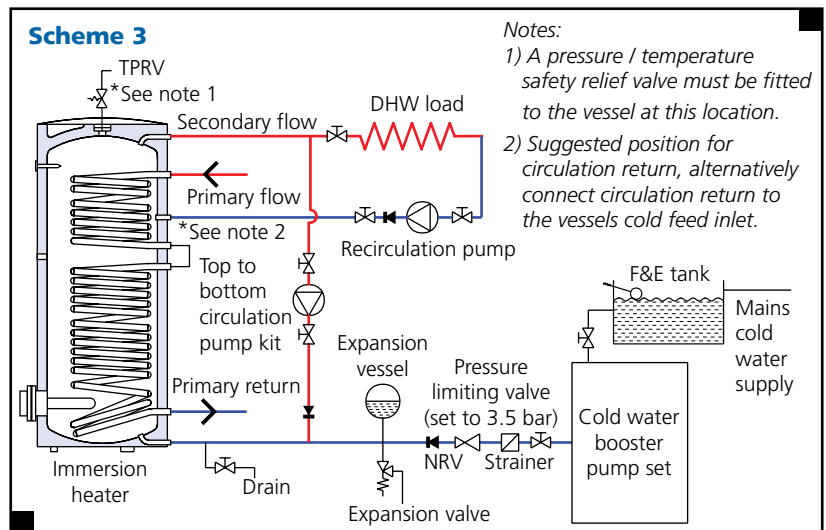 Scheme 3
TPRV
*See note 1
Secondary flow
DHW load
Primary flow
*See note 2
Recirculation pump
Top to
bottom
circulation
pump kit
Primary return
Immersion
heater
Drain
Expansion
vessel
Expansion valve
Pressure
limiting valve
(set to 3.5 bar)
NRV
Strainer
Cold water
booster
pump set
F&E tank
Mains
cold
water
supply
Notes:
1) A pressure / temperature
safety relief valve must be fitted
to the vessel at this location.
2) Suggested position for
circulation return, alternatively
connect circulation return to
the vessels cold feed inlet.